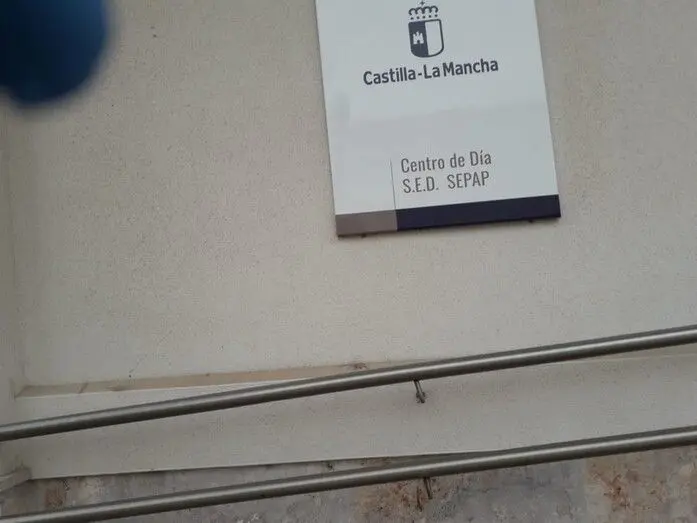 Castilla-La Mancha
Centro de Día
S.E.D. SEPAP